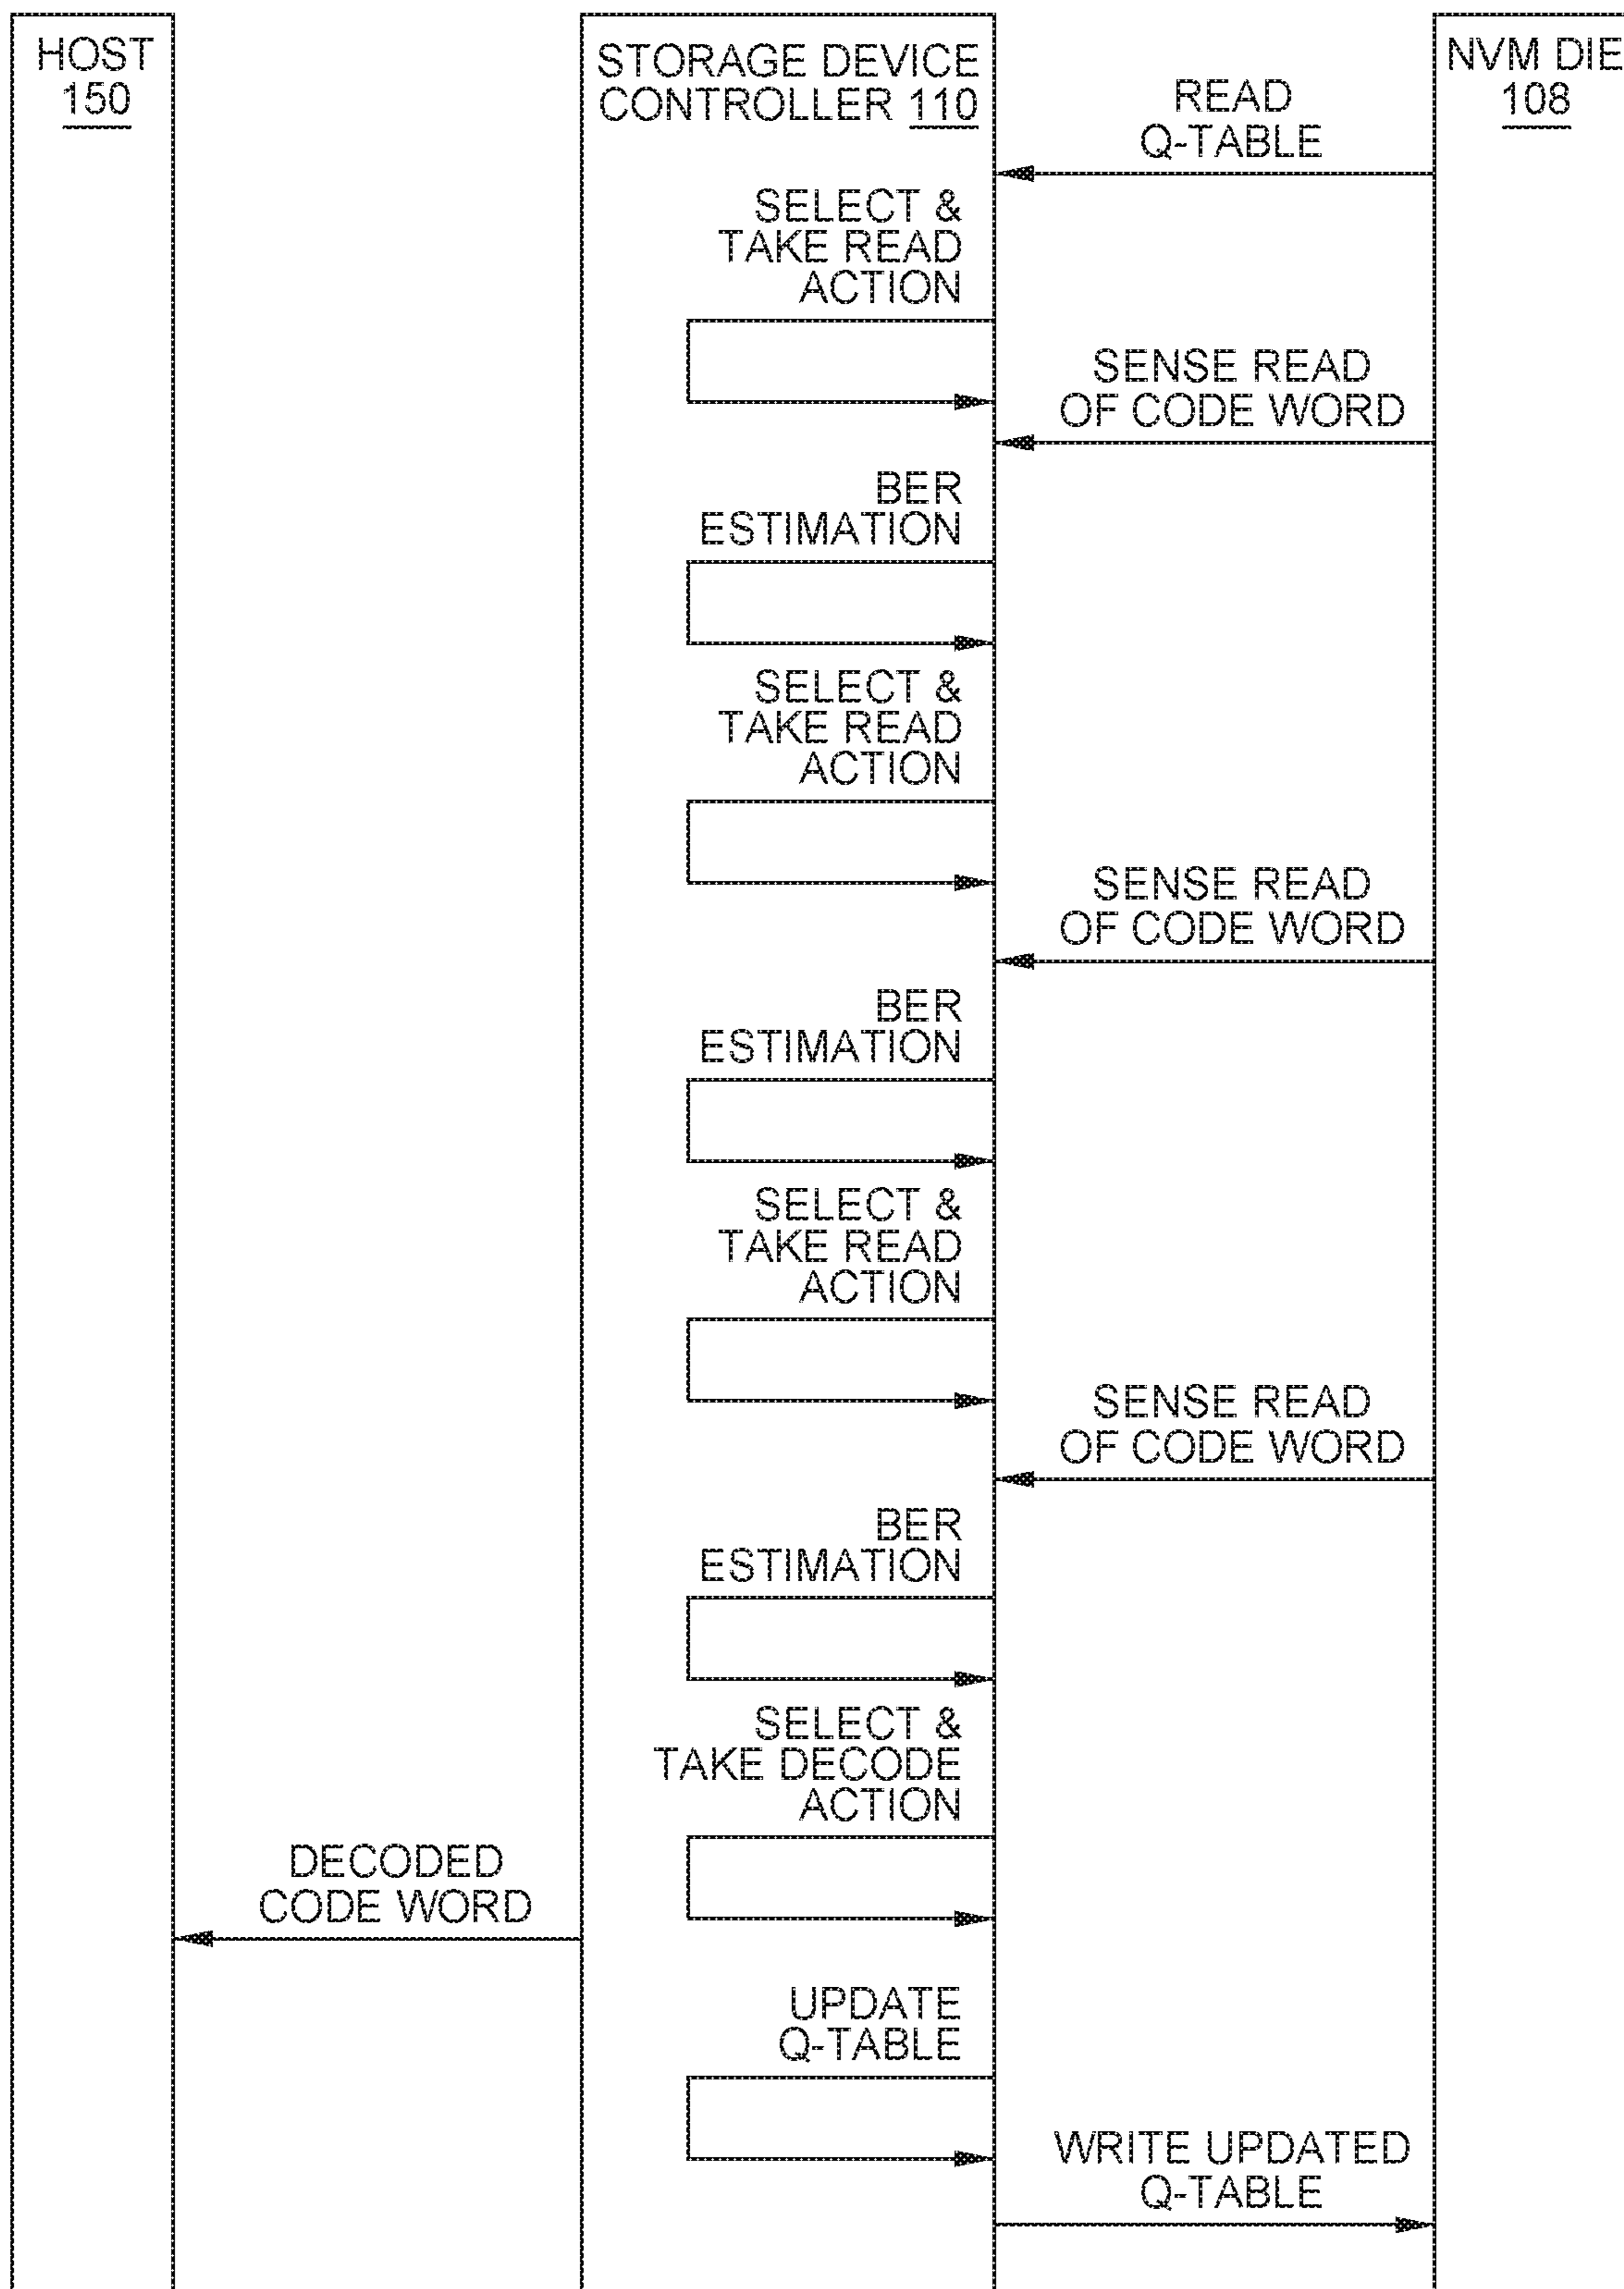 HOST
150
STORAGE DEVICE
CONTROLLER 110
NVM DIE
108
READ
Q-TABLE
SELECT &
TAKE READ
ACTION
SENSE READ
OF CODE WORD
BER
ESTIMATION
SELECT &
TAKE READ
ACTION
SENSE READ
OF CODE WORD
BER
ESTIMATION
SELECT &
TAKE READ
ACTION
SENSE READ
OF CODE WORD
BER
ESTIMATION
SELECT &
TAKE DECODE
ACTION
DECODED
CODE WORD
UPDATE
Q-TABLE
WRITE UPDATED
Q-TABLE